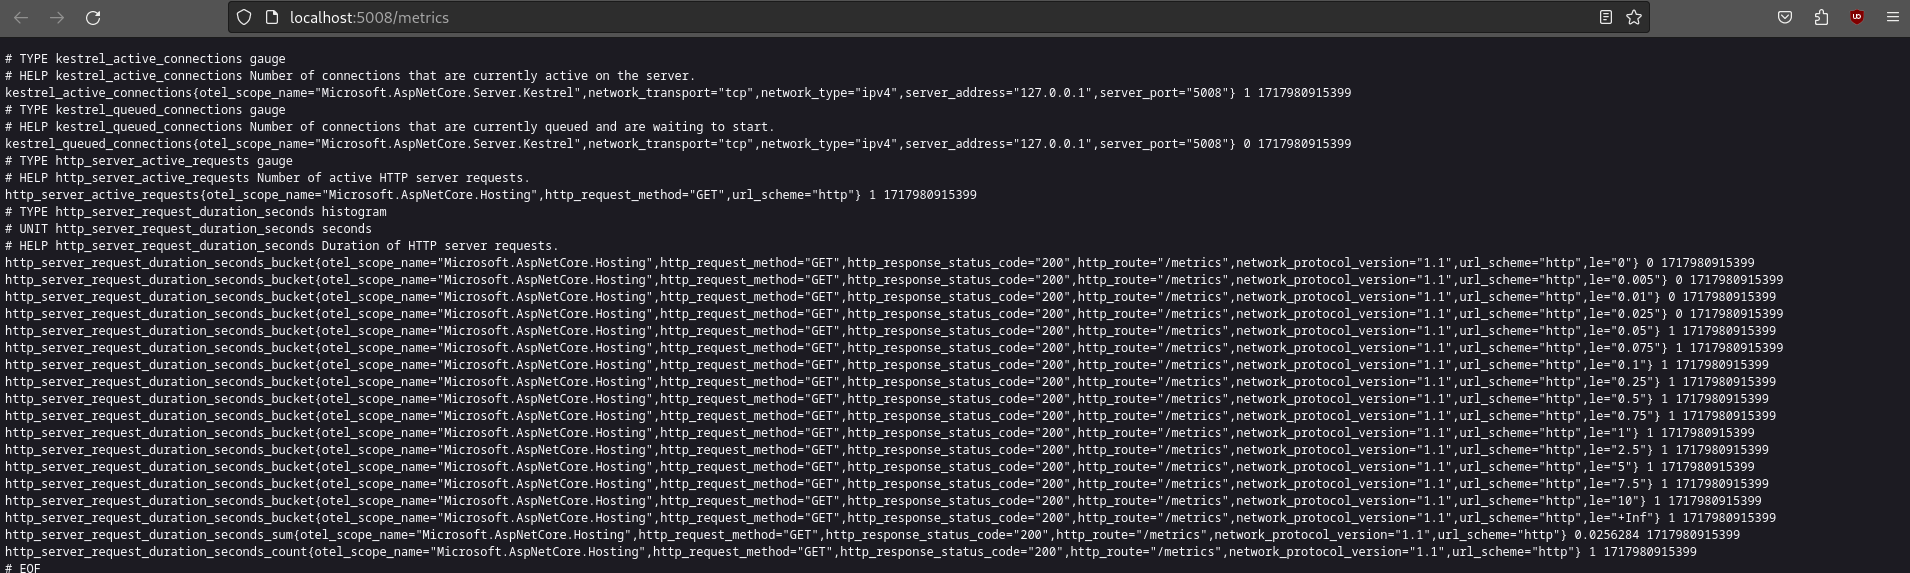 localhost:5008/metrics
# TYPE kestrel_active_connections gauge
# HELP kestrel_active_connections Number of connections that are currently active on the server.
kestrel_active_connections{otel_scope_name="Microsoft.AspNetCore.Server.Kestrel",network_transport="tcp",network_type="ipv4",server_address="127.0.0.1",server_port="5008"} 1 1717980915399
# TYPE kestrel_queued_connections gauge
# HELP kestrel_queued_connections Number of connections that are currently queued and are waiting to start.
kestrel_queued_connections{otel_scope_name="Microsoft.AspNetCore.Server.Kestrel",network_transport="tcp",network_type="ipv4",server_address="127.0.0.1",server_port="5008"} 0 1717980915399
# TYPE http_server_active_requests gauge
# HELP http_server_active_requests Number of active HTTP server requests.
http_server_active_requests{otel_scope_name="Microsoft.AspNetCore.Hosting",http_request_method="GET",url_scheme="http"} 1 1717980915399
# TYPE http_server_request_duration_seconds histogram
# UNIT http_server_request_duration_seconds seconds
# HELP http_server_request_duration_seconds Duration of HTTP server requests.
http_server_request_duration_seconds_bucket{otel_scope_name="Microsoft.AspNetCore.Hosting",http_request_method="GET",http_response_status_code="200",http_route="/metrics",network_protocol_version="1.1",url_scheme="http",le="0"} 0 1717980915399
http_server_request_duration_seconds_bucket{otel_scope_name="Microsoft.AspNetCore.Hosting",http_request_method="GET",http_response_status_code="200",http_route="/metrics",network_protocol_version="1.1",url_scheme="http",le="0.005"} 0 1717980915399
http_server_request_duration_seconds_bucket{otel_scope_name="Microsoft.AspNetCore.Hosting",http_request_method="GET",http_response_status_code="200",http_route="/metrics",network_protocol_version="1.1",url_scheme="http",le="0.01"} 0 1717980915399
http_server_request_duration_seconds_bucket{otel_scope_name="Microsoft.AspNetCore.Hosting",http_request_method="GET",http_response_status_code="200",http_route="/metrics",network_protocol_version="1.1",url_scheme="http",le="0.025"} 0 1717980915399
http_server_request_duration_seconds_bucket{otel_scope_name="Microsoft.AspNetCore.Hosting",http_request_method="GET",http_response_status_code="200",http_route="/metrics",network_protocol_version="1.1",url_scheme="http",le="0.05"} 1 1717980915399
http_server_request_duration_seconds_bucket{otel_scope_name="Microsoft.AspNetCore.Hosting",http_request_method="GET",http_response_status_code="200",http_route="/metrics",network_protocol_version="1.1",url_scheme="http",le="0.075"} 1 1717980915399
http_server_request_duration_seconds_bucket{otel_scope_name="Microsoft.AspNetCore.Hosting",http_request_method="GET",http_response_status_code="200",http_route="/metrics",network_protocol_version="1.1",url_scheme="http",le="0.1"} 1 1717980915399
http_server_request_duration_seconds_bucket{otel_scope_name="Microsoft.AspNetCore.Hosting",http_request_method="GET",http_response_status_code="200",http_route="/metrics",network_protocol_version="1.1",url_scheme="http",le="0.25"} 1 1717980915399
http_server_request_duration_seconds_bucket{otel_scope_name="Microsoft.AspNetCore.Hosting",http_request_method="GET",http_response_status_code="200",http_route="/metrics",network_protocol_version="1.1",url_scheme="http",le="0.5"} 1 1717980915399
http_server_request_duration_seconds_bucket{otel_scope_name="Microsoft.AspNetCore.Hosting",http_request_method="GET",http_response_status_code="200",http_route="/metrics",network_protocol_version="1.1",url_scheme="http",le="0.75"} 1 1717980915399
http_server_request_duration_seconds_bucket{otel_scope_name="Microsoft.AspNetCore.Hosting",http_request_method="GET",http_response_status_code="200",http_route="/metrics",network_protocol_version="1.1",url_scheme="http",le="1"} 1 1717980915399
http_server_request_duration_seconds_bucket{otel_scope_name="Microsoft.AspNetCore.Hosting",http_request_method="GET",http_response_status_code="200",http_route="/metrics",network_protocol_version="1.1",url_scheme="http",le="2.5"} 1 1717980915399
http_server_request_duration_seconds_bucket{otel_scope_name="Microsoft.AspNetCore.Hosting",http_request_method="GET",http_response_status_code="200",http_route="/metrics",network_protocol_version="1.1",url_scheme="http",le="5"} 1 1717980915399
http_server_request_duration_seconds_bucket{otel_scope_name="Microsoft.AspNetCore.Hosting",http_request_method="GET",http_response_status_code="200",http_route="/metrics",network_protocol_version="1.1",url_scheme="http",le="7.5"} 1 1717980915399
http_server_request_duration_seconds_bucket{otel_scope_name="Microsoft.AspNetCore.Hosting",http_request_method="GET",http_response_status_code="200",http_route="/metrics",network_protocol_version="1.1",url_scheme="http",le="10"} 1 1717980915399
http_server_request_duration_seconds_bucket{otel_scope_name="Microsoft.AspNetCore.Hosting",http_request_method="GET",http_response_status_code="200",http_route="/metrics",network_protocol_version="1.1",url_scheme="http",le="+Inf"} 1 1717980915399
http_server_request_duration_seconds_sum{otel_scope_name="Microsoft.AspNetCore.Hosting",http_request_method="GET",http_response_status_code="200",http_route="/metrics",network_protocol_version="1.1",url_scheme="http"} 0.0256284 1717980915399
http_server_request_duration_seconds_count{otel_scope_name="Microsoft.AspNetCore.Hosting",http_request_method="GET",http_response_status_code="200",http_route="/metrics",network_protocol_version="1.1",url_scheme="http"} 1 1717980915399
# EOF